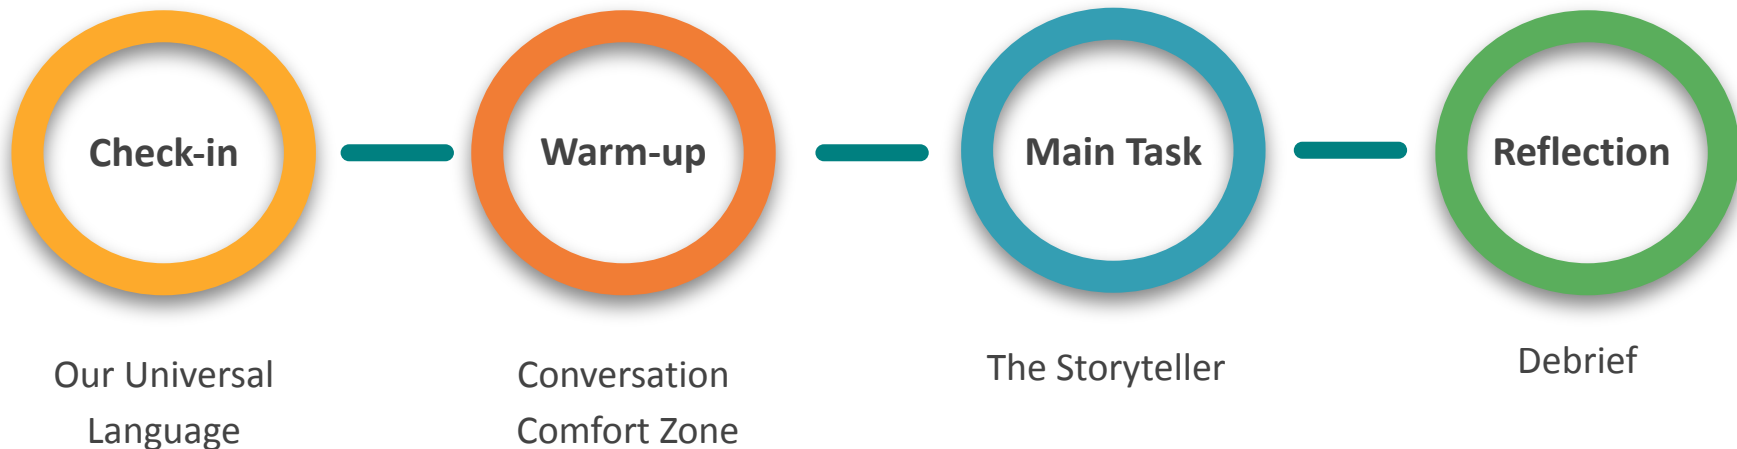 Check-in
Warm-up
Main Task
Reflection
Our Universal
Language
Conversation
Comfort Zone
The Storyteller
Debrief